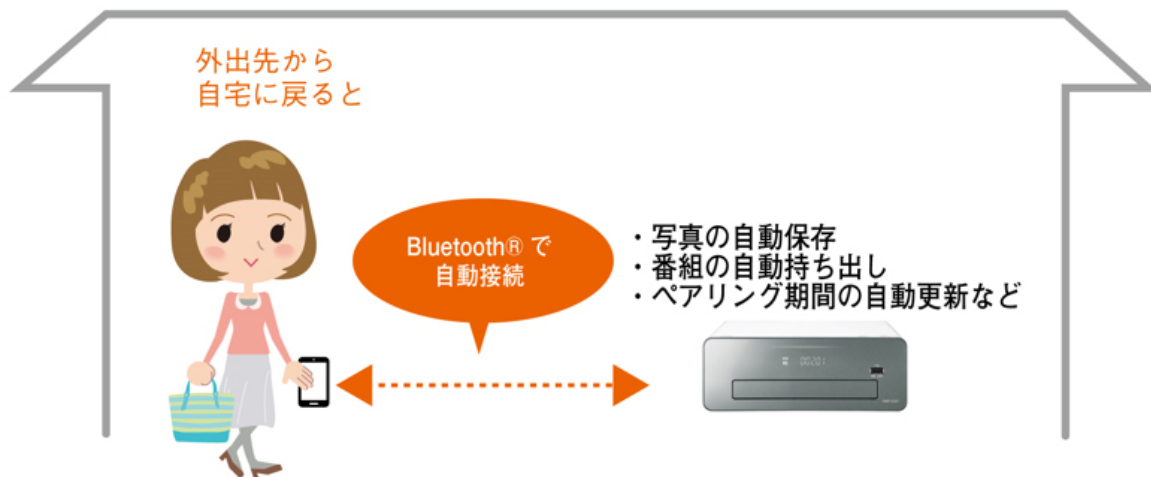 外出先から
自宅に戻ると
Bluetooth® で
自動接続
・写真の自動保存
・番組の自動持ち出し
・ペアリング期間の自動更新など